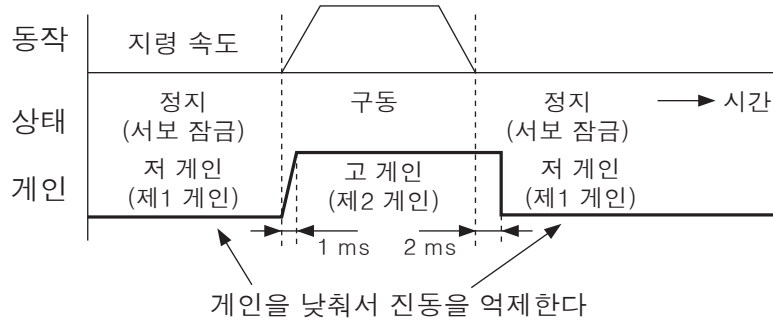 동작
지령 속도
상태
정지
(서보 잠금)
구동
정지
(서보 잠금)
시간
게인
저 게인
(제1 게인)
고 게인
(제2 게인)
저 게인
(제1 게인)
1 ms
2 ms
게인을 낮춰서 진동을 억제한다